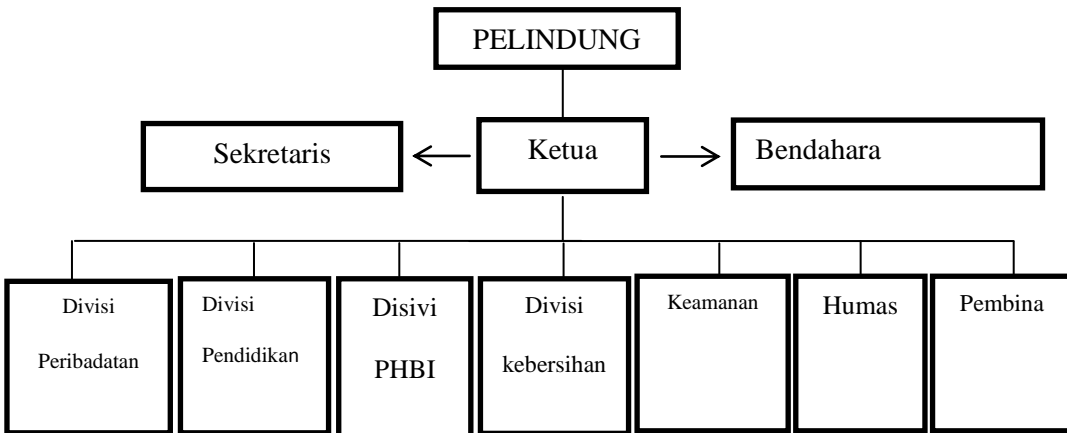 PELINDUNG
Sekretaris
Ketua
Bendahara
Divisi
Peribadatan
Divisi
Pendidikan
Disivi
PHBI
Divisi
kebersihan
Keamanan
Humas
Pembina